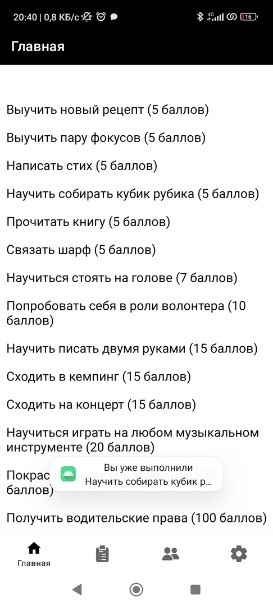 20:40 | 0,8 КБ/с
4G
16
Главная
Выучить новый рецепт (5 баллов)
Выучить пару фокусов (5 баллов)
Написать стих (5 баллов)
Научить собирать кубик рубика (5 баллов)
Прочитать книгу (5 баллов)
Связать шарф (5 баллов)
Научиться стоять на голове (7 баллов)
Попробовать себя в роли волонтера (10
баллов)
Научить писать двумя руками (15 баллов)
Сходить в кемпинг (15 баллов)
Сходить на концерт (15 баллов)
Научиться играть на любом музыкальном
инструменте (20 баллов)
Покрас
баллов)
Вы уже выполнили
Научить собирать кубик р...
Получить водительские права (100 баллов)
Главная